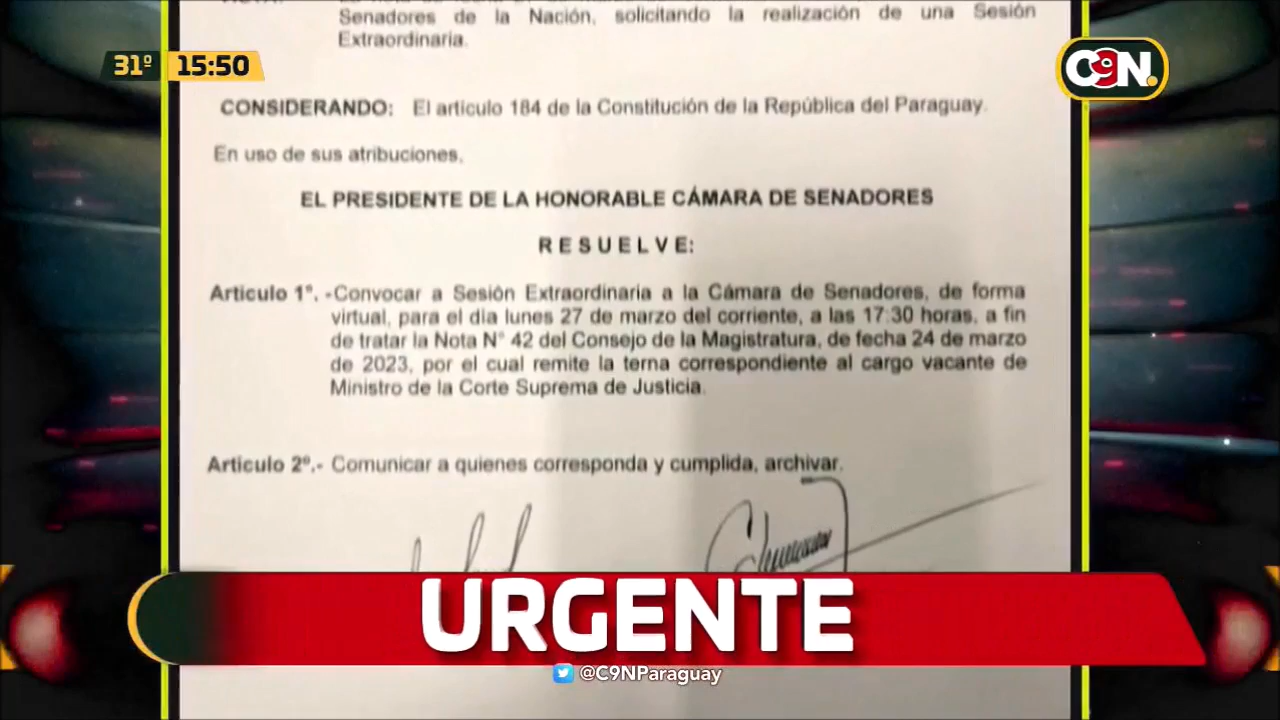 Senadores de la Nación, solicitando la realización de una Sesión
Extraordinaria.
31º 15:50
C9N.
CONSIDERANDO: El articulo 184 de la Constitución de la República del Paraguay.
En uso de sus atribuciones,
EL PRESIDENTE DE LA HONORABLE CÁMARA DE SENADORES
R E S U E L V E:
Articulo 1°. -Convocar a Sesión Extraordinaria a la Cámara de Senadores, de forma
virtual, para el dia lunes 27 de marzo del corriente, a las 17:30 horas, a fin
de tratar la Nota N° 42 del Consejo de la Magistratura, de fecha 24 de marzo
de 2023, por el cual remite la terna correspondiente al cargo vacante de
Ministro de la Corte Suprema de Justicia.
Articulo 2º.- Comunicar a quienes corresponda y cumplida, archivar.
URGENTE
@C9NParaguay